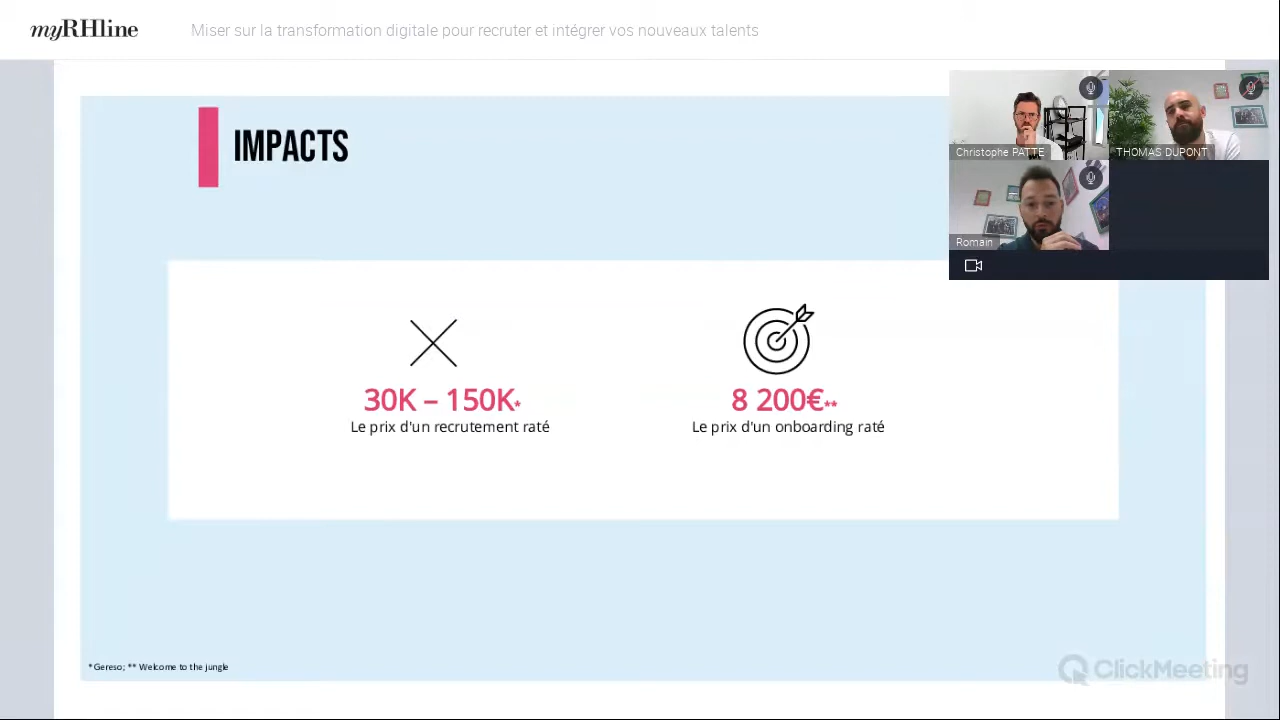 myRHline
Miser sur la transformation digitale pour recruter et intégrer vos nouveaux talents
IMPACTS
Christophe PATTE
THOMAS DUPONT
Romain
30K – 150K*
Le prix d'un recrutement raté
8 200€**
Le prix d'un onboarding raté
* Gereso; ** Welcome to the jungle
ClickMeeting